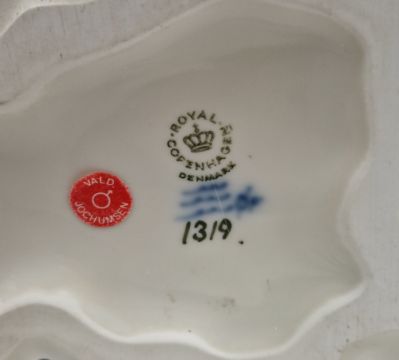 ROYAL
COPENHAGEN
DENMARK
VALD
JOCHUMSEN
1319.